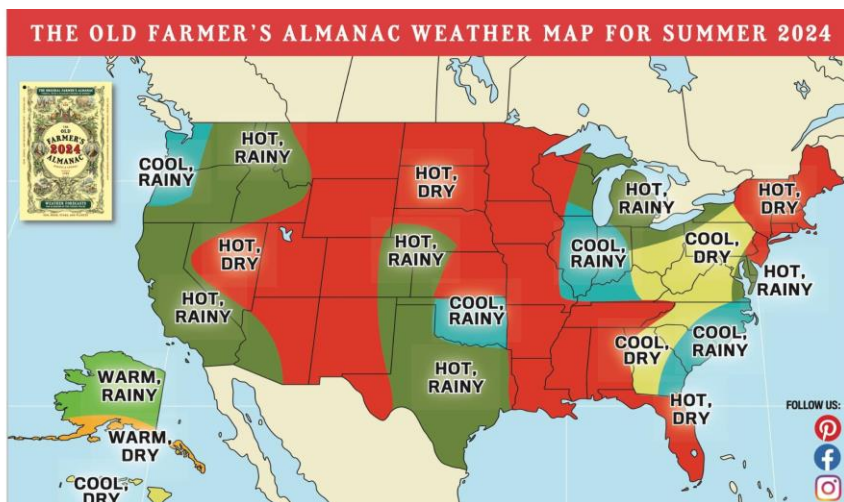 THE OLD FARMER'S ALMANAC WEATHER MAP FOR SUMMER 2024
THE
OLD
FARMER'S
2024
ALMANAC
COOL,
RAINY
HOT,
RAINY
HOT,
DRY
HOT,
RAINY
HOT,
DRY
HOT,
DRY
HOT,
RAINY
COOL,
RAINY
COOL,
DRY
HOT,
RAINY
HOT,
RAINY
COOL,
RAINY
COOL,
DRY
COOL,
RAINY
HOT,
RAINY
HOT,
DRY
WARM,
RAINY
WARM,
DRY
COOL,
DRY
FOLLOW US: